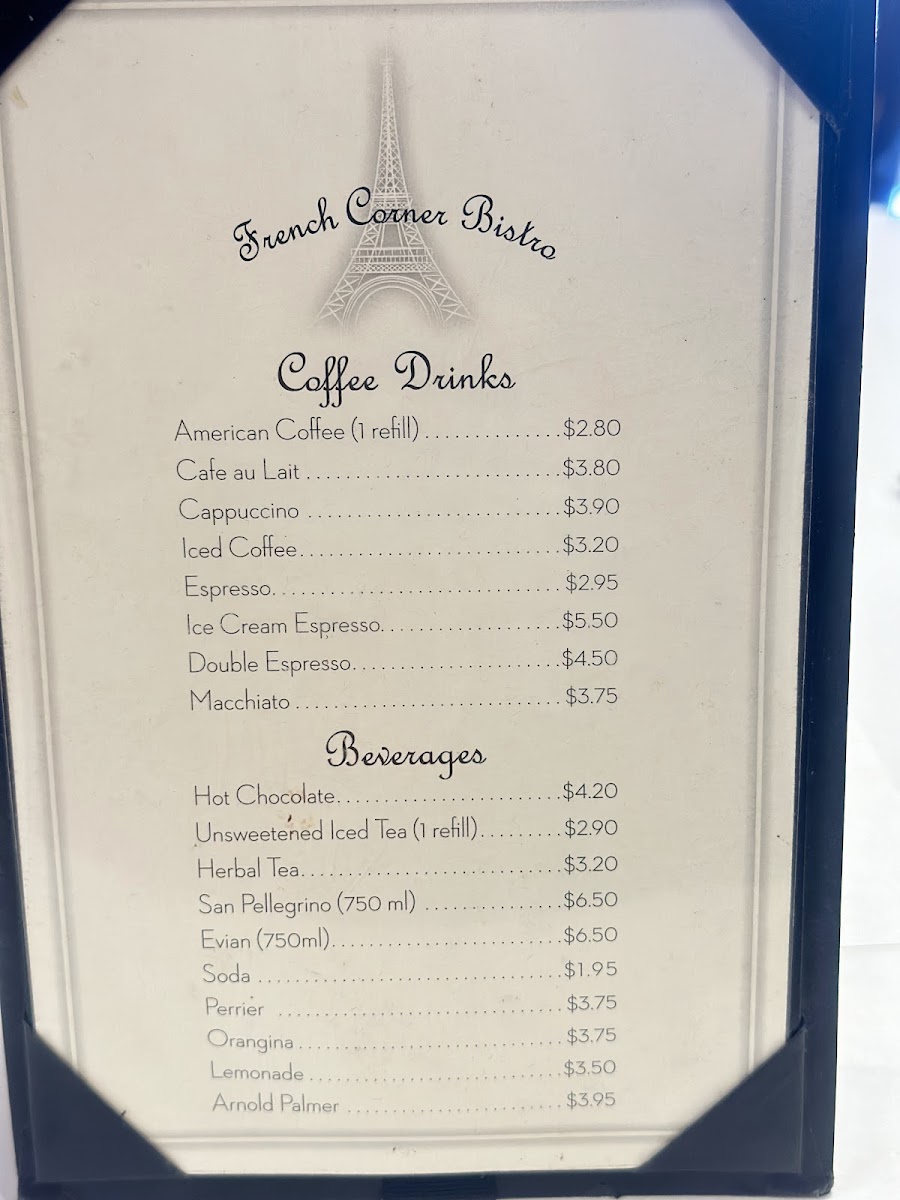 French Corner Bistro
Coffee Drinks
American Coffee (1 refill)..............$2.80
Cafe au Lait ..........................$3.80
Cappuccino ..........................$3.90
Iced Coffee...........................$3.20
Espresso............................. $2.95
Ice Cream Espresso..................$5.50
Double Espresso.....................$4.50
Macchiato ........................... $3.75
Beverages
Hot Chocolate.......................$4.20
Unsweetened Iced Tea (1 refill).........$2.90
Herbal Tea...........................$3.20
San Pellegrino (750 ml) ..............$6.50
Evian (750ml)........................$6.50
Soda ...............................$1.95
Perrier ............................. $3.75
Orangina........................... $3.75
Lemonade ..........................$3.50
Arnold Palmer ...................... $3.95